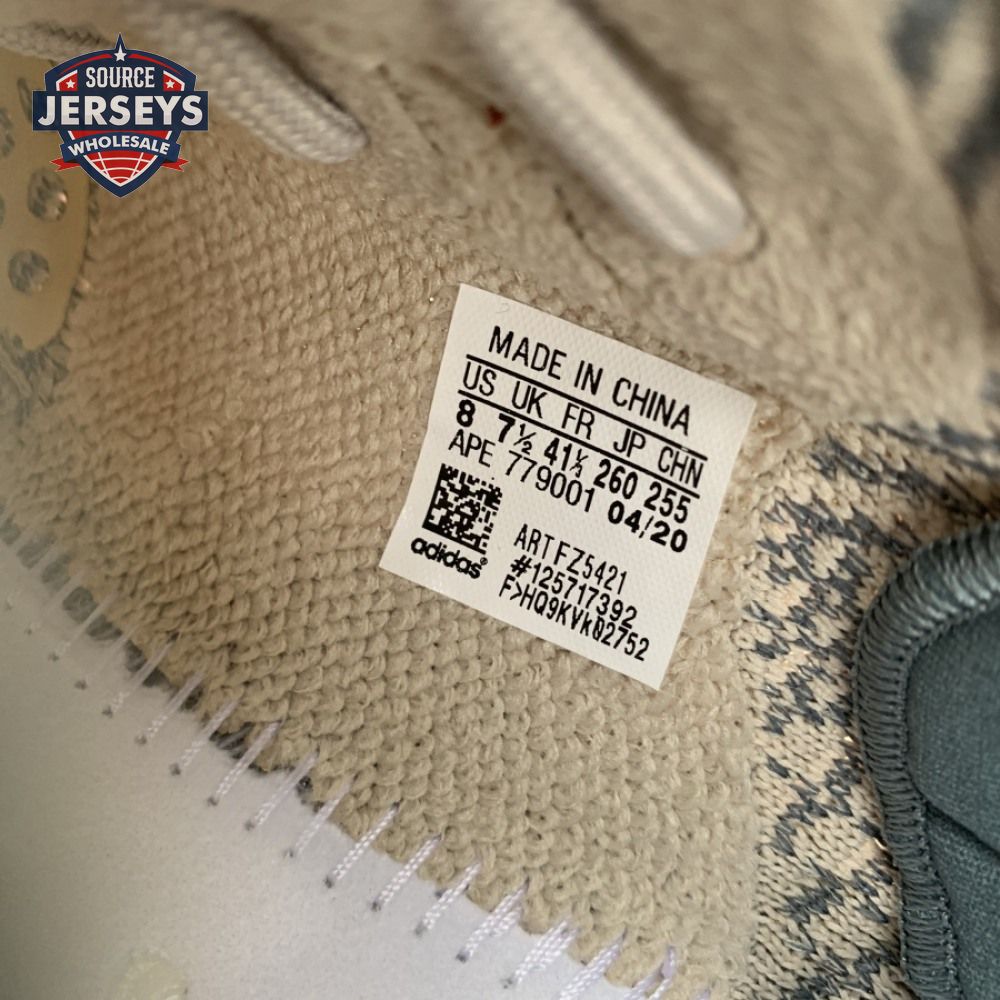 SOURCE
JERSEYS
WHOLESALE
MADE IN CHINA
US UK FR JP CHN
8 7½ 41⅓ 260 255
APE 779001 04/20
adidas
ART FZ5421
#125717392
F>HQ9KVk02752